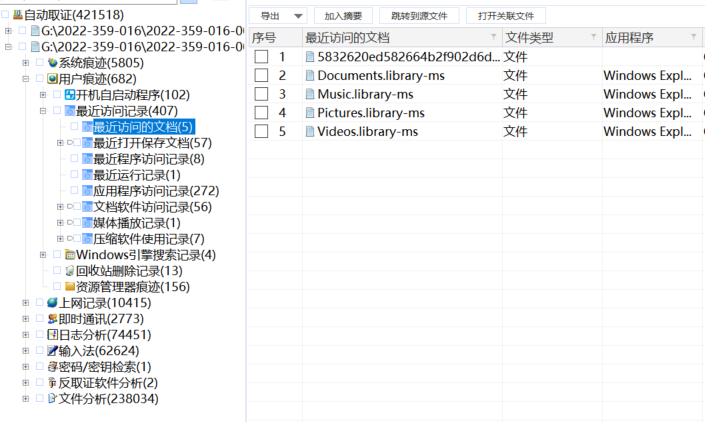 自动取证(421518)
G:\2022-359-016\2022-359-016-0
G:\2022-359-016\2022-359-016-0
系统痕迹(5805)
用户痕迹(682)
开机自启动程序(102)
最近访问记录(407)
最近访问的文档(5)
最近打开保存文档(57)
最近程序访问记录(8)
最近运行记录(1)
应用程序访问记录(272)
文档软件访问记录(56)
媒体播放记录(1)
压缩软件使用记录(7)
Windows引擎搜索记录(4)
回收站删除记录(13)
资源管理器痕迹(156)
上网记录(10415)
即时通讯(2773)
日志分析(74451)
输入法(62624)
密码/密钥检索(1)
反取证软件分析(2)
文件分析(238034)
导出 加入摘要 跳转到源文件 打开关联文件
序号 最近访问的文档 文件类型 应用程序
1 5832620ed582664b2f902d6d... 文件
2 Documents.library-ms 文件 Windows Expl...
3 Music.library-ms 文件 Windows Expl...
4 Pictures.library-ms 文件 Windows Expl...
5 Videos.library-ms 文件 Windows Expl...